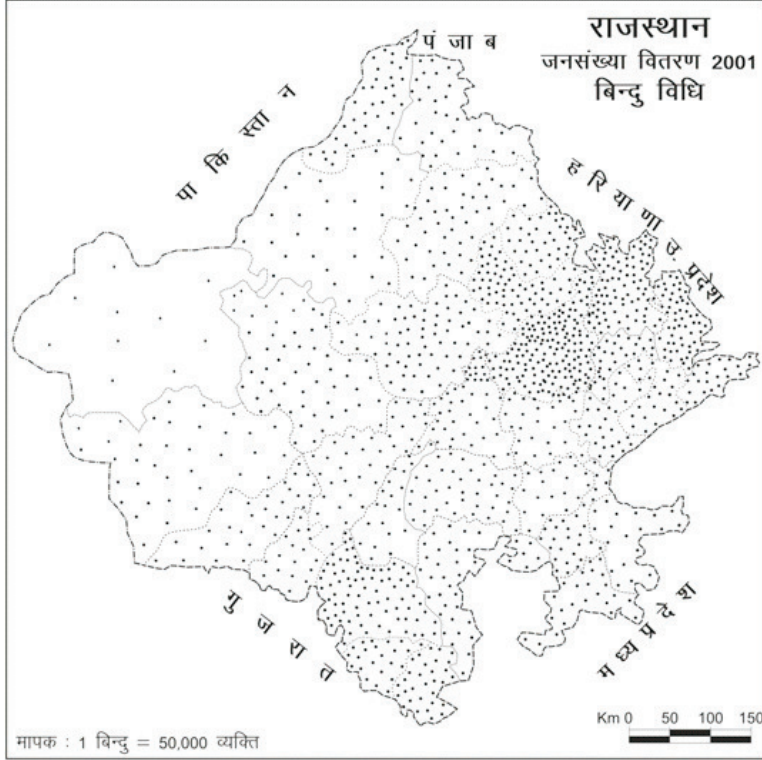 राजस्थान
जनसंख्या वितरण 2001
बिन्दु विधि
पंजाब
पाकिस्तान
हरियाणा
उ प्रदेश
गुजरात
मध्यप्रदेश
Km 0 50 100 150
मापक : 1 बिन्दु = 50,000 व्यक्ति